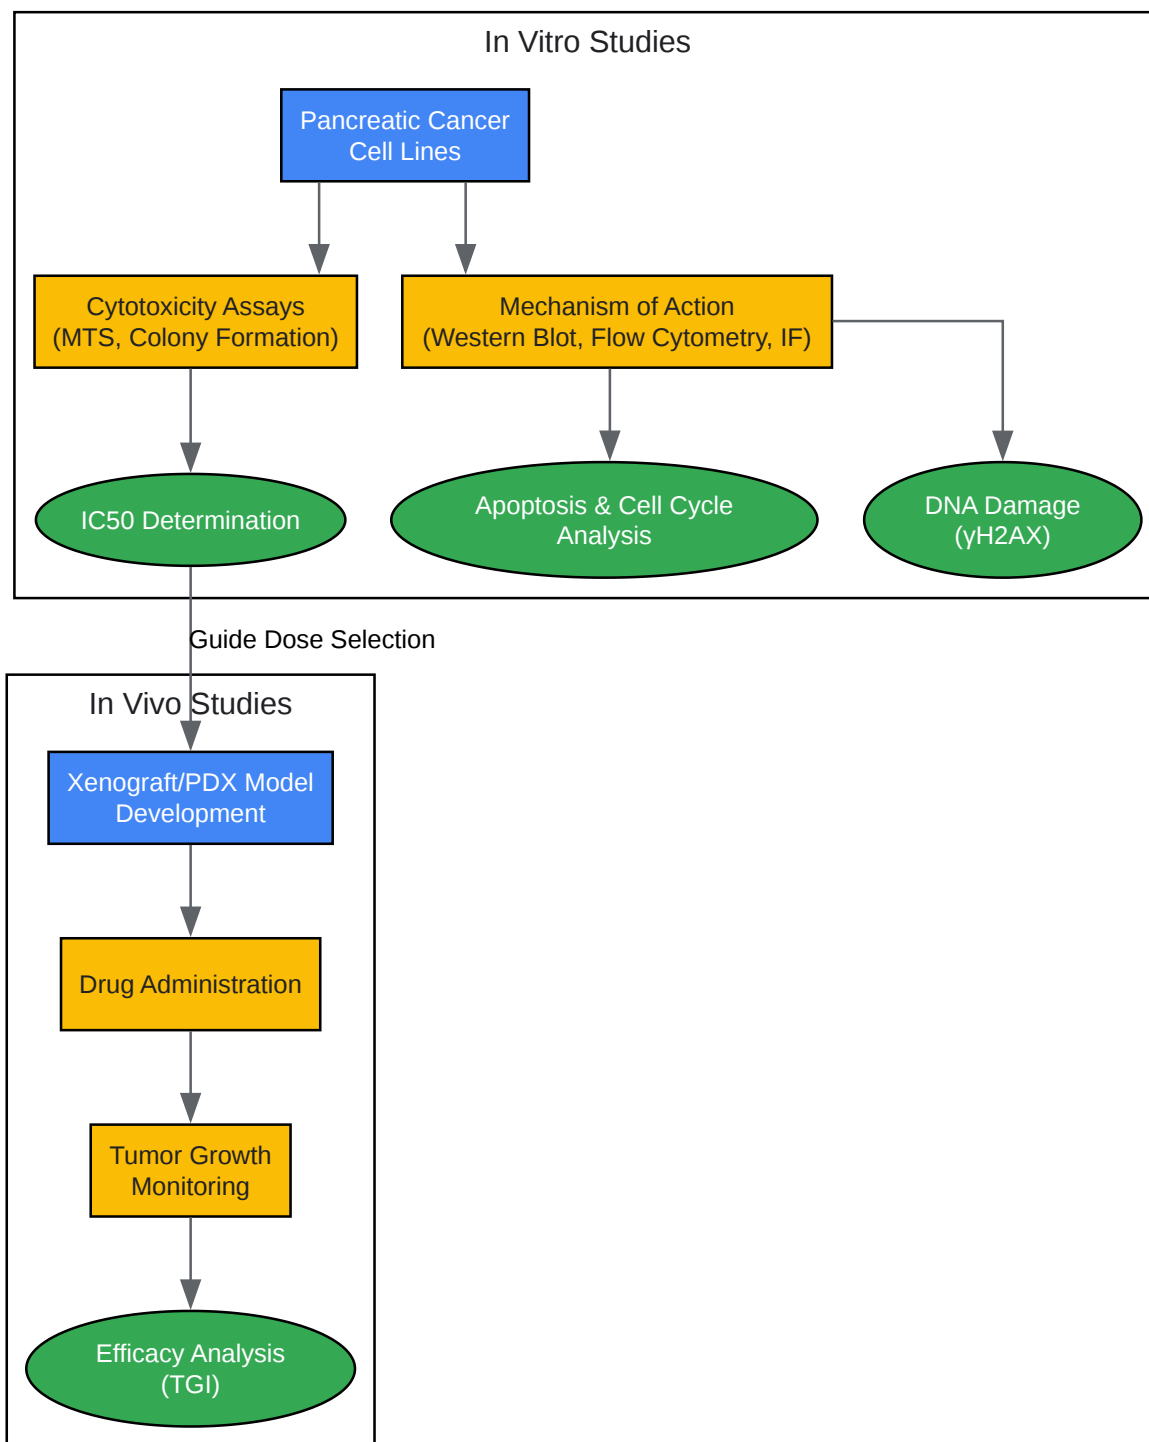 In Vitro Studies
Pancreatic Cancer
Cell Lines
Cytotoxicity Assays
(MTS, Colony Formation)
Mechanism of Action
(Western Blot, Flow Cytometry, IF)
IC50 Determination
Apoptosis & Cell Cycle
Analysis
DNA Damage
(γH2AX)
Guide Dose Selection
In Vivo Studies
Xenograft/PDX Model
Development
Drug Administration
Tumor Growth
Monitoring
Efficacy Analysis
(TGI)